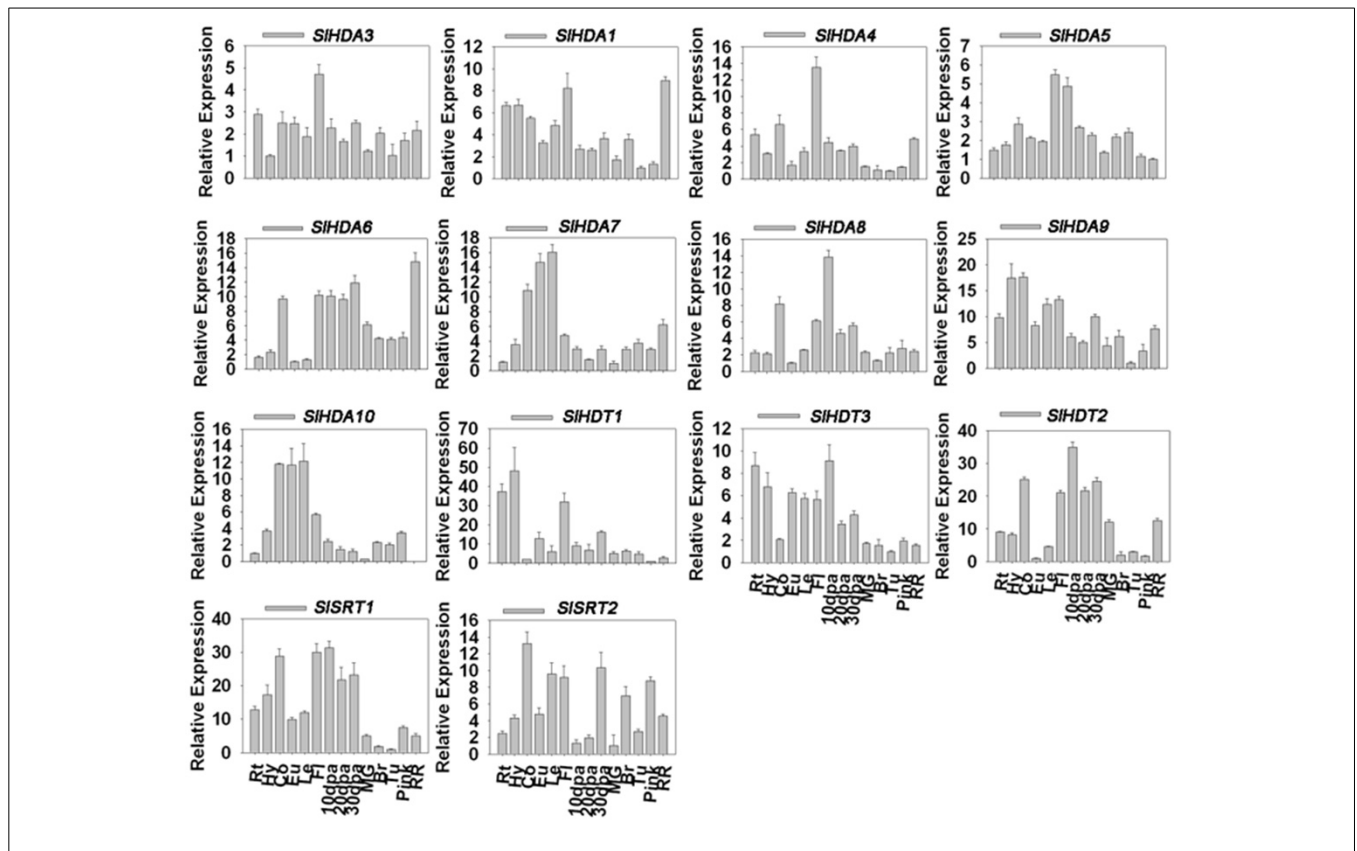 SlHDA3
SlHDA1
SlHDA4
SlHDA5
Relative Expression
6
5
4
3
2
1
0
Relative Expression
12
10
8
6
4
2
0
Relative Expression
16
14
12
10
8
6
4
2
0
Relative Expression
7
6
5
4
3
2
1
0
SlHDA6
SlHDA7
SlHDA8
SlHDA9
Relative Expression
18
16
14
12
10
8
6
4
2
0
Relative Expression
18
16
14
12
10
8
6
4
2
0
Relative Expression
16
14
12
10
8
6
4
2
0
Relative Expression
25
20
15
10
5
0
SlHDA10
SlHDT1
SlHDT3
SlHDT2
Relative Expression
16
14
12
10
8
6
4
2
0
Relative Expression
70
60
50
40
30
20
10
0
Relative Expression
12
10
8
6
4
2
0
Rt
Hy
Co
Eu
Le
Fl
10dpa
20dpa
30dpa
MG
Br
Tu
Pink
RR
Relative Expression
40
30
20
10
0
Rt
Hy
Co
Eu
Le
Fl
10dpa
20dpa
30dpa
MG
Br
Tu
Pink
RR
SlSRT1
SlSRT2
Relative Expression
40
30
20
10
0
Rt
Hy
Co
Eu
Le
Fl
10dpa
20dpa
30dpa
MG
Br
Tu
Pink
RR
Relative Expression
16
14
12
10
8
6
4
2
0
Rt
Hy
Co
Eu
Le
Fl
10dpa
20dpa
30dpa
MG
Br
Tu
Pink
RR